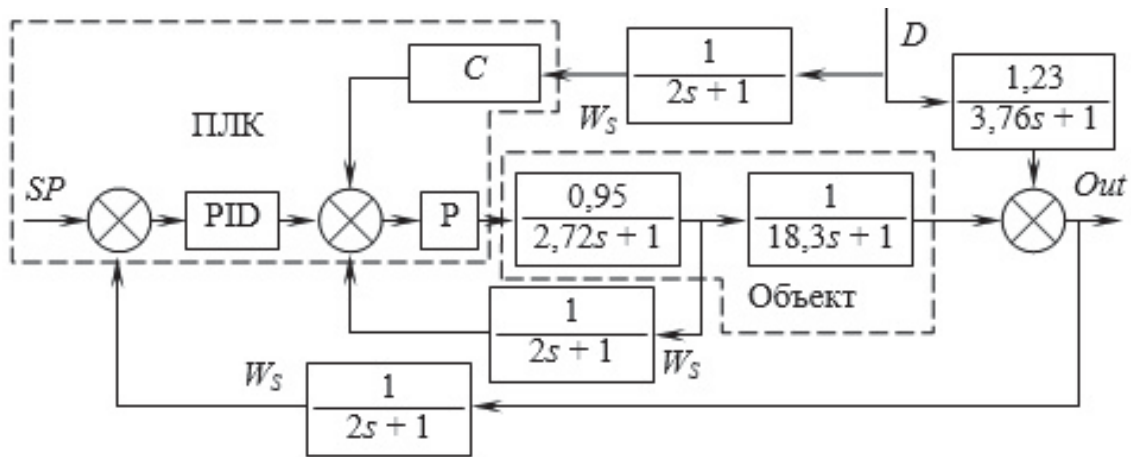 C
1
2s + 1
W_S
D
1,23
3,76s + 1
ПЛК
SP
PID
P
0,95
2,72s + 1
1
18,3s + 1
Out
Объект
1
2s + 1
W_S
W_S
1
2s + 1